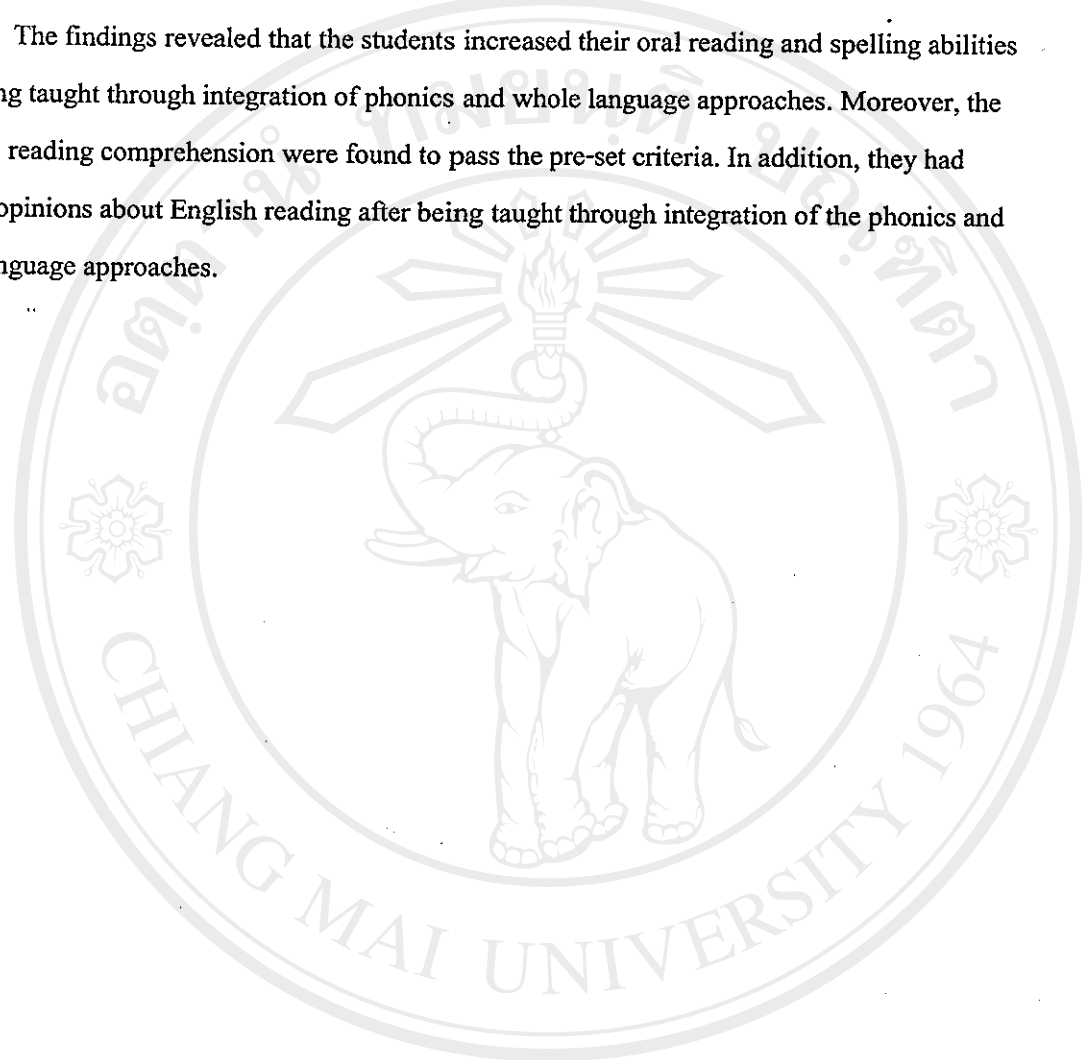 The findings revealed that the students increased their oral reading and spelling abilities
ng taught through integration of phonics and whole language approaches. Moreover, the
reading comprehension were found to pass the pre-set criteria. In addition, they had
opinions about English reading after being taught through integration of the phonics and
nguage approaches.
CHIANG MAI UNIVERSITY 1964